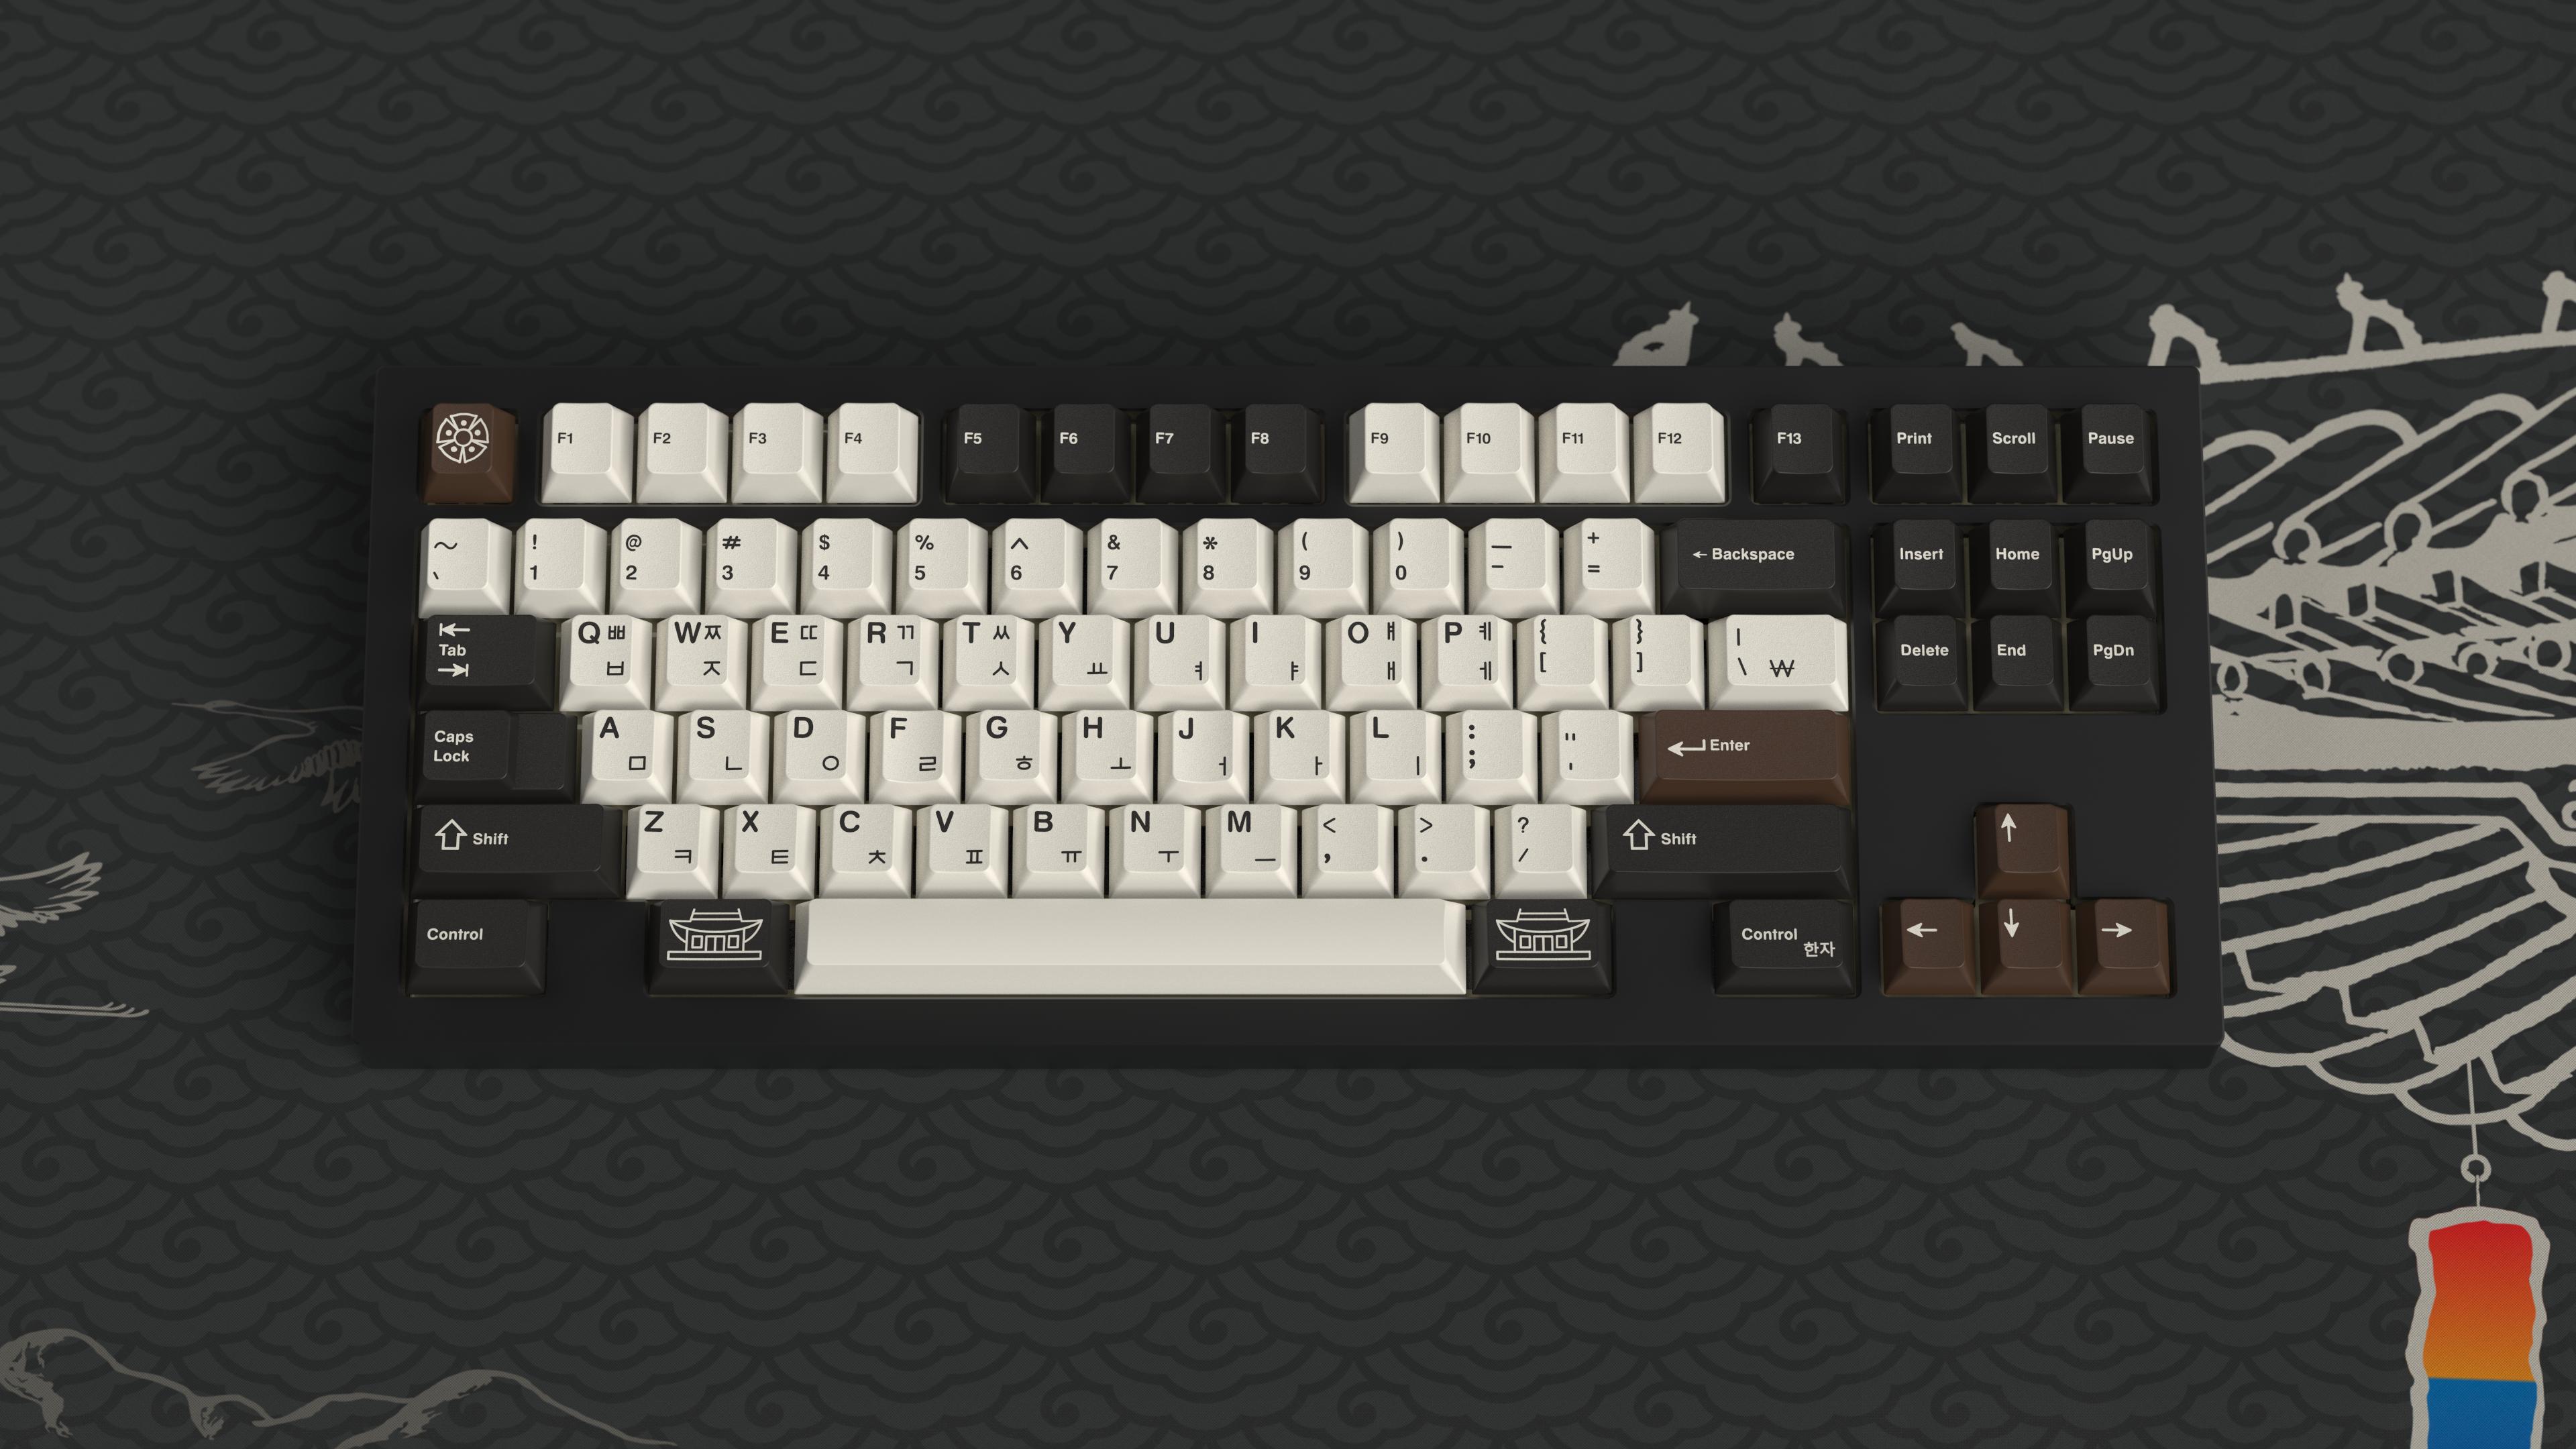 F1 F2 F3 F4 F5 F6 F7 F8 F9 F10 F11 F12 F13 Print Scroll Pause
~ ! @ # $ % ^ & * ( ) _ +
` 1 2 3 4 5 6 7 8 9 0 - = ← Backspace Insert Home PgUp
Q ㅃ W ㅉ E ㄸ R ㄲ T ㅆ Y U I O ㅒ P ㅖ { } |
Tab ㅂ ㅈ ㄷ ㄱ ㅅ ㅛ ㅕ ㅑ ㅐ ㅔ [ ] \ ₩ Delete End PgDn
Caps A S D F G H J K L : "
Lock ㅁ ㄴ ㅇ ㄹ ㅎ ㅗ ㅓ ㅏ ㅣ ; ' Enter
Z X C V B N M < > ?
Shift ㅋ ㅌ ㅊ ㅍ ㅠ ㅜ ㅡ , . / Shift ↑
Control Control 한자 ← ↓ →